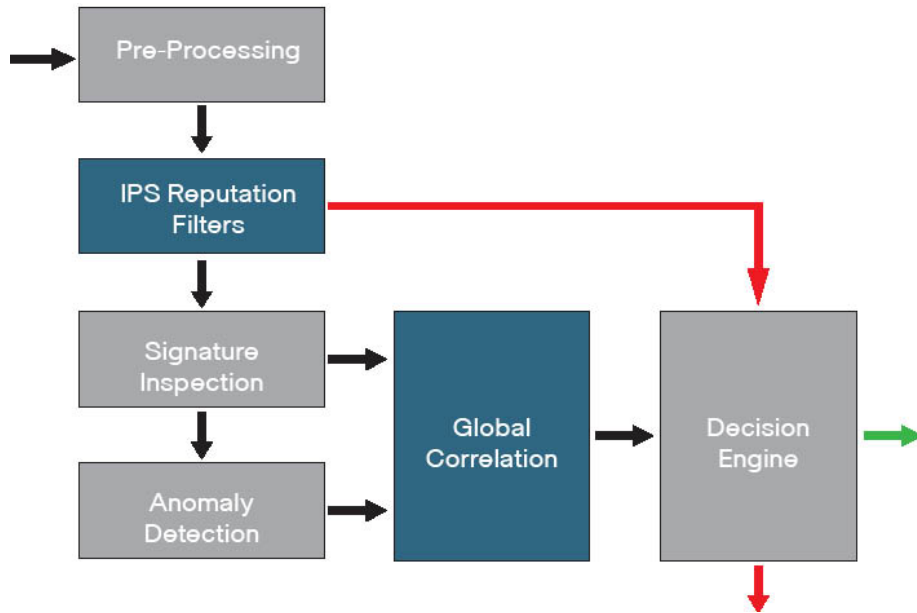 Pre-Processing
IPS Reputation
Filters
Signature
Inspection
Global
Correlation
Decision
Engine
Anomaly
Detection